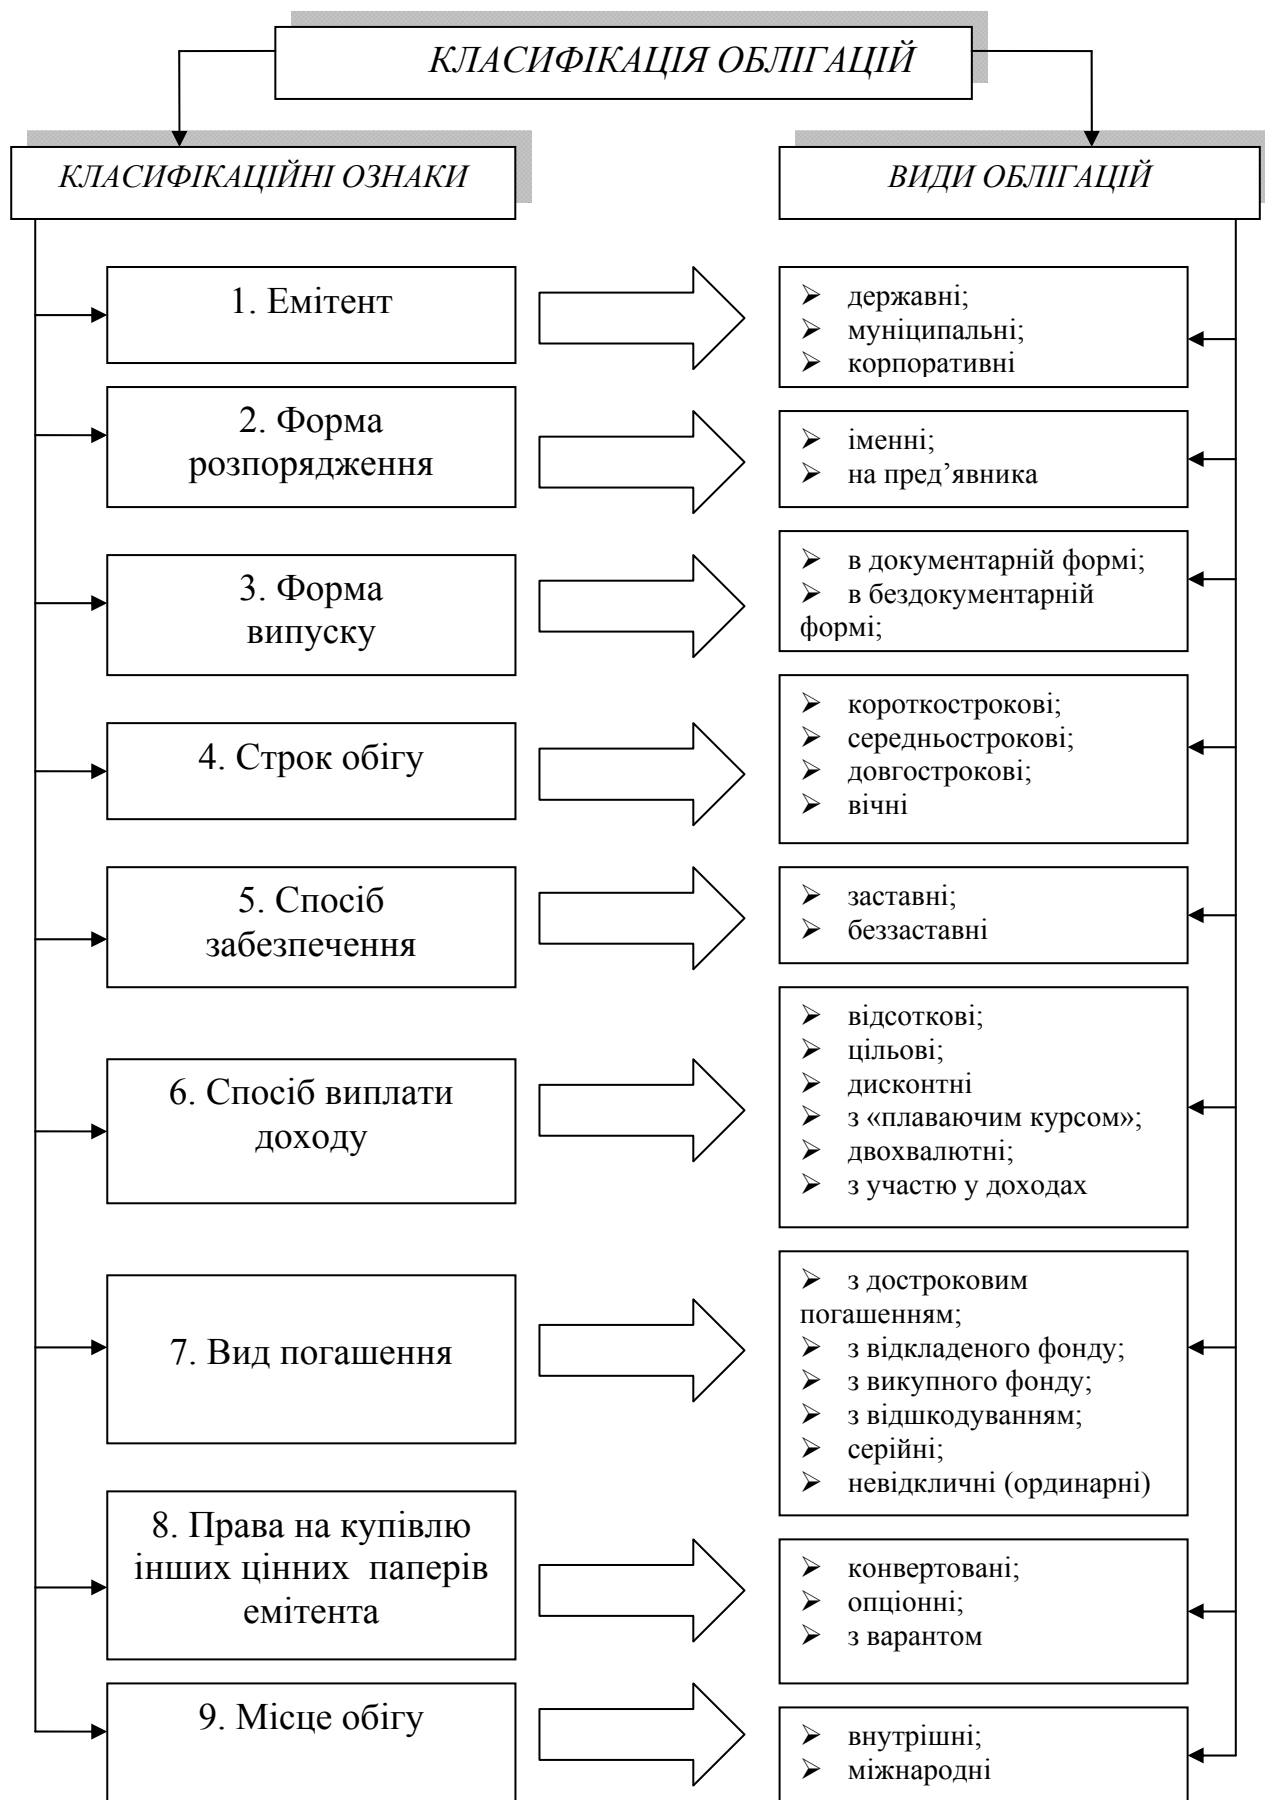 КЛАСИФІКАЦІЯ ОБЛІГАЦІЙ
КЛАСИФІКАЦІЙНІ ОЗНАКИ
ВИДИ ОБЛІГАЦІЙ
1. Емітент
➢ державні;
➢ муніципальні;
➢ корпоративні
2. Форма
розпорядження
➢ іменні;
➢ на пред’явника
3. Форма
випуску
➢ в документарній формі;
➢ в бездокументарній
формі;
4. Строк обігу
➢ короткострокові;
➢ середньострокові;
➢ довгострокові;
➢ вічні
5. Спосіб
забезпечення
➢ заставні;
➢ беззаставні
6. Спосіб виплати
доходу
➢ відсоткові;
➢ цільові;
➢ дисконтні
➢ з «плаваючим курсом»;
➢ двохвалютні;
➢ з участю у доходах
7. Вид погашення
➢ з достроковим
погашенням;
➢ з відкладеного фонду;
➢ з викупного фонду;
➢ з відшкодуванням;
➢ серійні;
➢ невідкличні (ординарні)
8. Права на купівлю
інших цінних паперів
емітента
➢ конвертовані;
➢ опціонні;
➢ з варантом
9. Місце обігу
➢ внутрішні;
➢ міжнародні